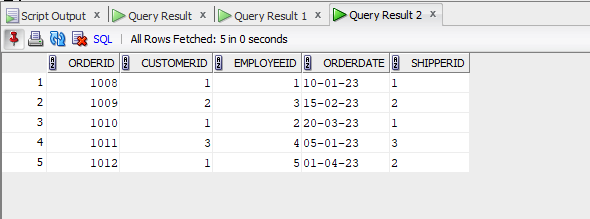 Script Output x Query Result x Query Result 1 x Query Result 2 x
SQL | All Rows Fetched: 5 in 0 seconds
ORDERID CUSTOMERID EMPLOYEEID ORDERDATE SHIPPERID
1 1008 1 1 10-01-23 1
2 1009 2 3 15-02-23 2
3 1010 1 2 20-03-23 1
4 1011 3 4 05-01-23 3
5 1012 1 5 01-04-23 2